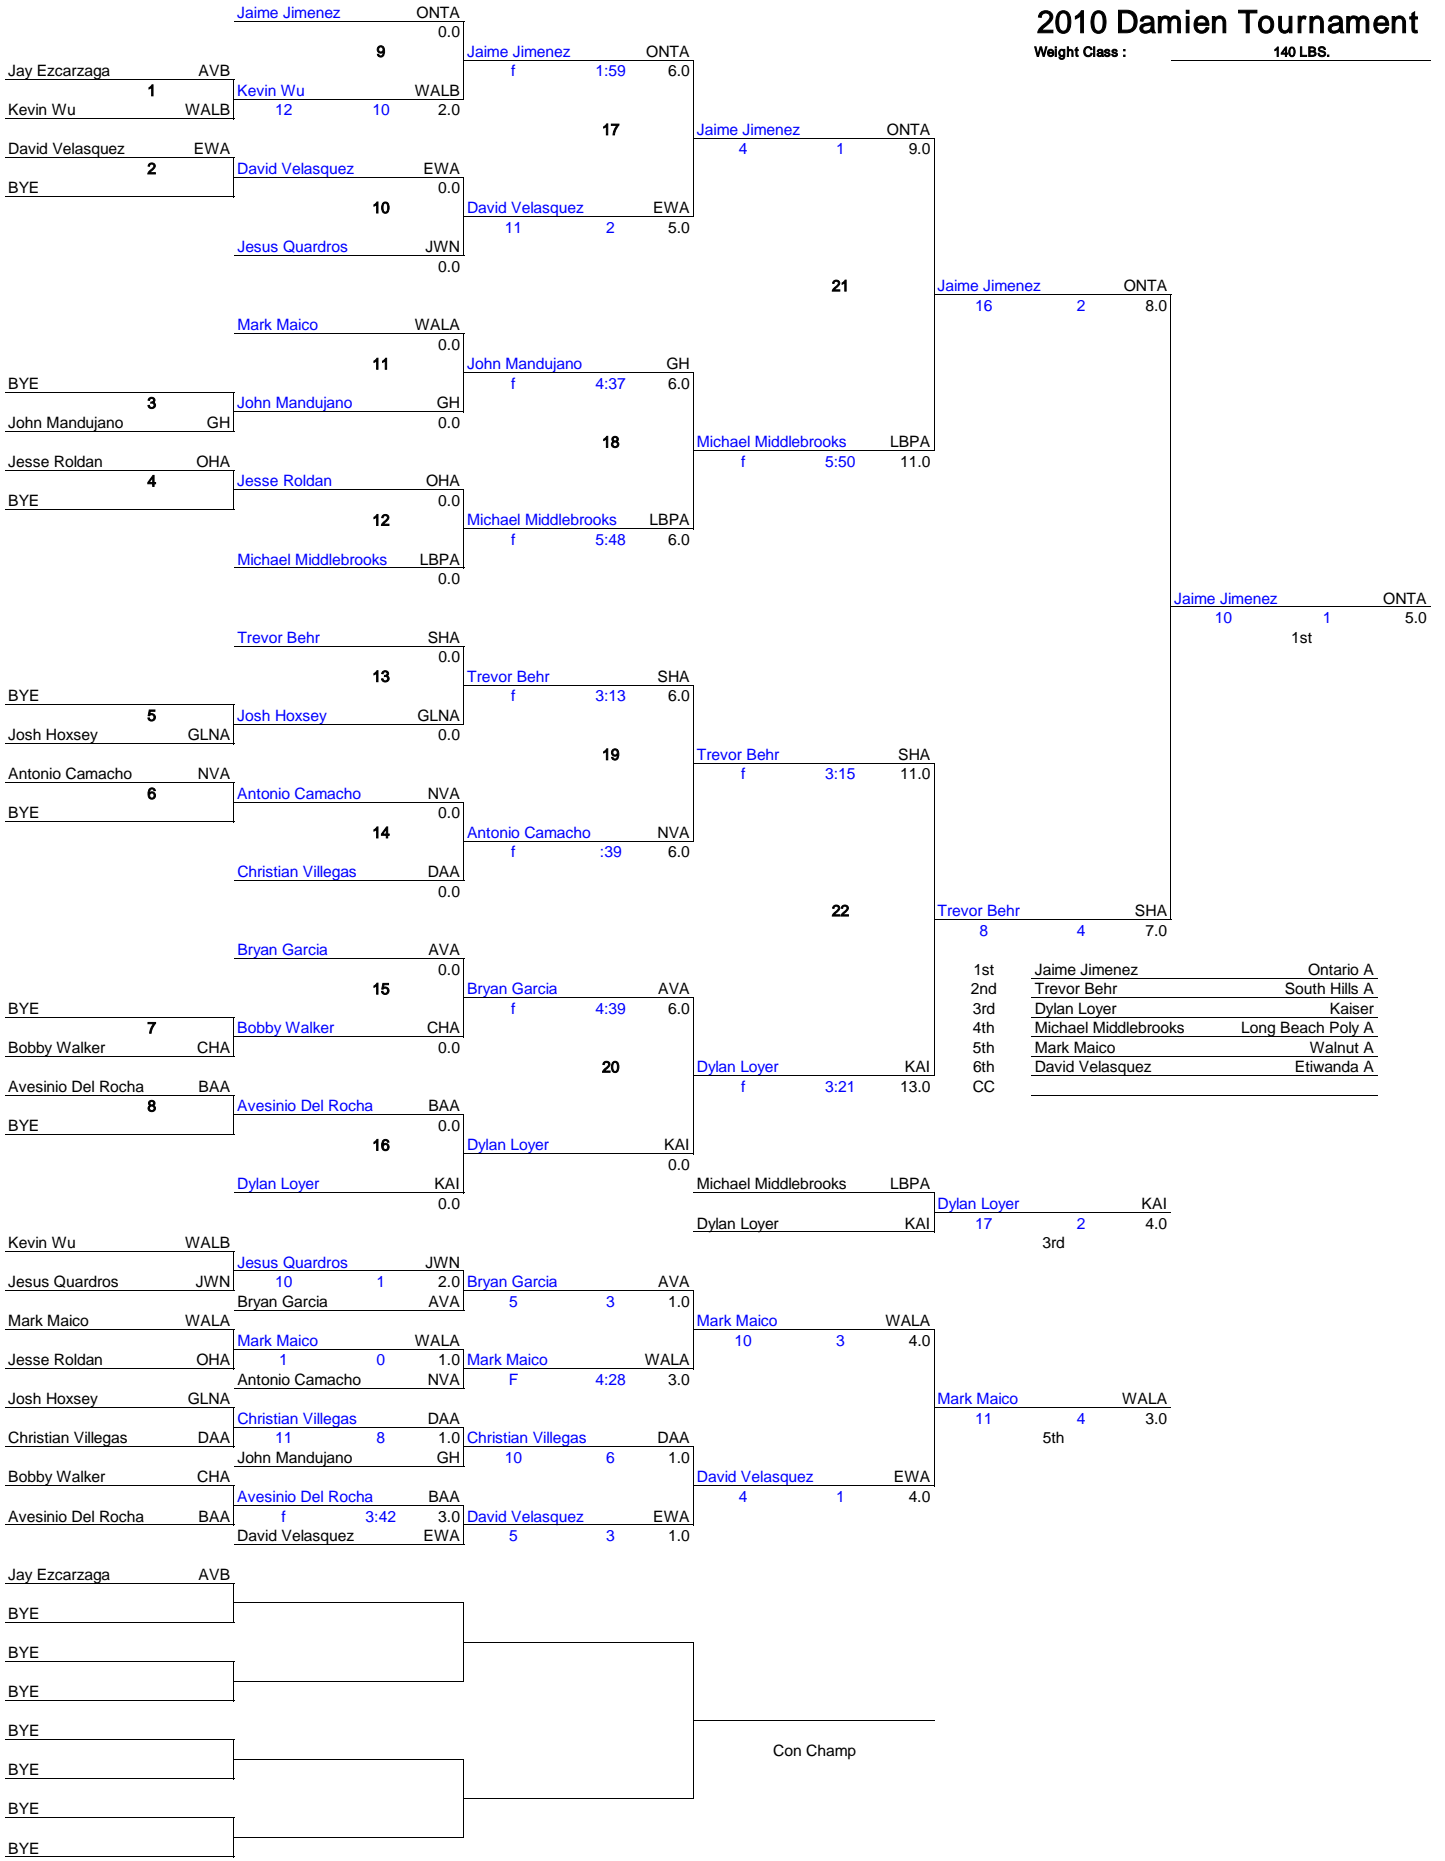 Jaime Jimenez ONTA
2010 Damien Tournament
0.0
9
Jaime Jimenez ONTA
Weight Class : 140 LBS.
Jay Ezcarzaga AVB
f 1:59 6.0
1
Kevin Wu WALB
Kevin Wu WALB
12 10 2.0
17
Jaime Jimenez ONTA
David Velasquez EWA
4 1 9.0
2
David Velasquez EWA
BYE
0.0
10
David Velasquez EWA
11 2 5.0
Jesus Quardros JWN
0.0
21
Jaime Jimenez ONTA
16 2 8.0
Mark Maico WALA
0.0
11
John Mandujano GH
BYE
f 4:37 6.0
3
John Mandujano GH
John Mandujano GH
0.0
18
Michael Middlebrooks LBPA
Jesse Roldan OHA
f 5:50 11.0
4
Jesse Roldan OHA
BYE
0.0
12
Michael Middlebrooks LBPA
f 5:48 6.0
Michael Middlebrooks LBPA
0.0
Jaime Jimenez ONTA
10 1 5.0
1st
Trevor Behr SHA
0.0
13
Trevor Behr SHA
BYE
f 3:13 6.0
5
Josh Hoxsey GLNA
Josh Hoxsey GLNA
0.0
19
Trevor Behr SHA
Antonio Camacho NVA
f 3:15 11.0
6
Antonio Camacho NVA
BYE
0.0
14
Antonio Camacho NVA
f :39 6.0
Christian Villegas DAA
0.0
22
Trevor Behr SHA
8 4 7.0
Bryan Garcia AVA
0.0
1st Jaime Jimenez Ontario A
15
Bryan Garcia AVA
2nd Trevor Behr South Hills A
BYE
f 4:39 6.0
3rd Dylan Loyer Kaiser
7
Bobby Walker CHA
4th Michael Middlebrooks Long Beach Poly A
Bobby Walker CHA
0.0
5th Mark Maico Walnut A
20
Dylan Loyer KAI
6th David Velasquez Etiwanda A
Avesinio Del Rocha BAA
f 3:21 13.0
CC
8
Avesinio Del Rocha BAA
BYE
0.0
16
Dylan Loyer KAI
0.0
Dylan Loyer KAI
0.0
Michael Middlebrooks LBPA
Dylan Loyer KAI
Dylan Loyer KAI
17 2 4.0
3rd
Kevin Wu WALB
Jesus Quardros JWN
Jesus Quardros JWN
10 1 2.0
Bryan Garcia AVA
Bryan Garcia AVA
5 3 1.0
Mark Maico WALA
Mark Maico WALA
10 3 4.0
Mark Maico WALA
Jesse Roldan OHA
1 0 1.0
Mark Maico WALA
Antonio Camacho NVA
F 4:28 3.0
Josh Hoxsey GLNA
Mark Maico WALA
11 4 3.0
5th
Christian Villegas DAA
Christian Villegas DAA
11 8 1.0
Christian Villegas DAA
John Mandujano GH
10 6 1.0
Bobby Walker CHA
David Velasquez EWA
4 1 4.0
Avesinio Del Rocha BAA
Avesinio Del Rocha BAA
f 3:42 3.0
David Velasquez EWA
David Velasquez EWA
5 3 1.0
Jay Ezcarzaga AVB
BYE
BYE
BYE
BYE
Con Champ
BYE
BYE
BYE